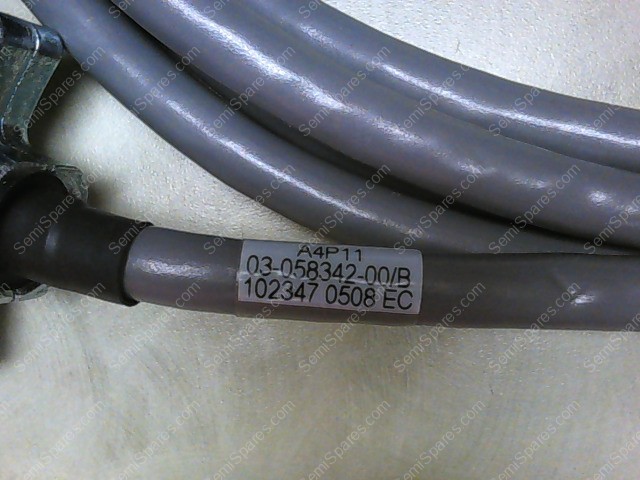 A4P11
03-058342-00/B
102347 0508 EC
SemiSpares.com